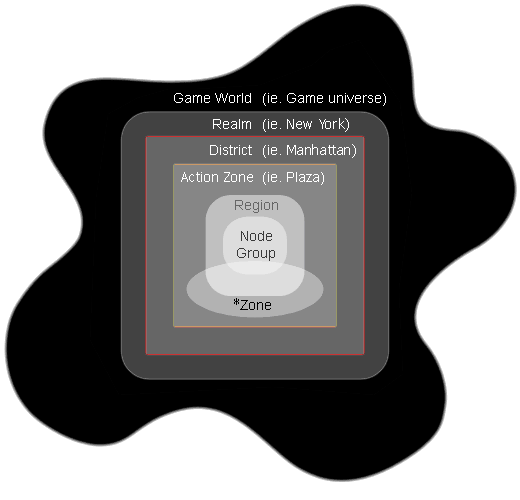 Game World (ie. Game universe)
Realm (ie. New York)
District (ie. Manhattan)
Action Zone (ie. Plaza)
Region
Node
Group
*Zone